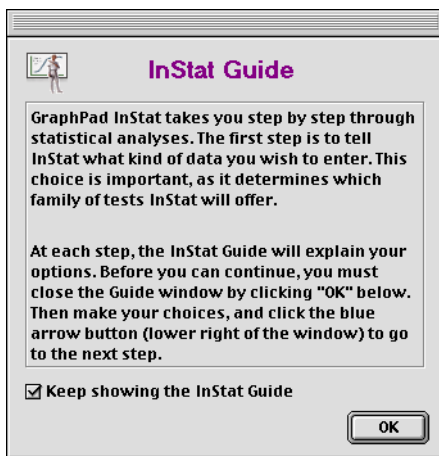 InStat Guide
GraphPad InStat takes you step by step through
statistical analyses. The first step is to tell
InStat what kind of data you wish to enter. This
choice is important, as it determines which
family of tests InStat will offer.
At each step, the InStat Guide will explain your
options. Before you can continue, you must
close the Guide window by clicking "OK" below.
Then make your choices, and click the blue
arrow button (lower right of the window) to go
to the next step.
Keep showing the InStat Guide
OK